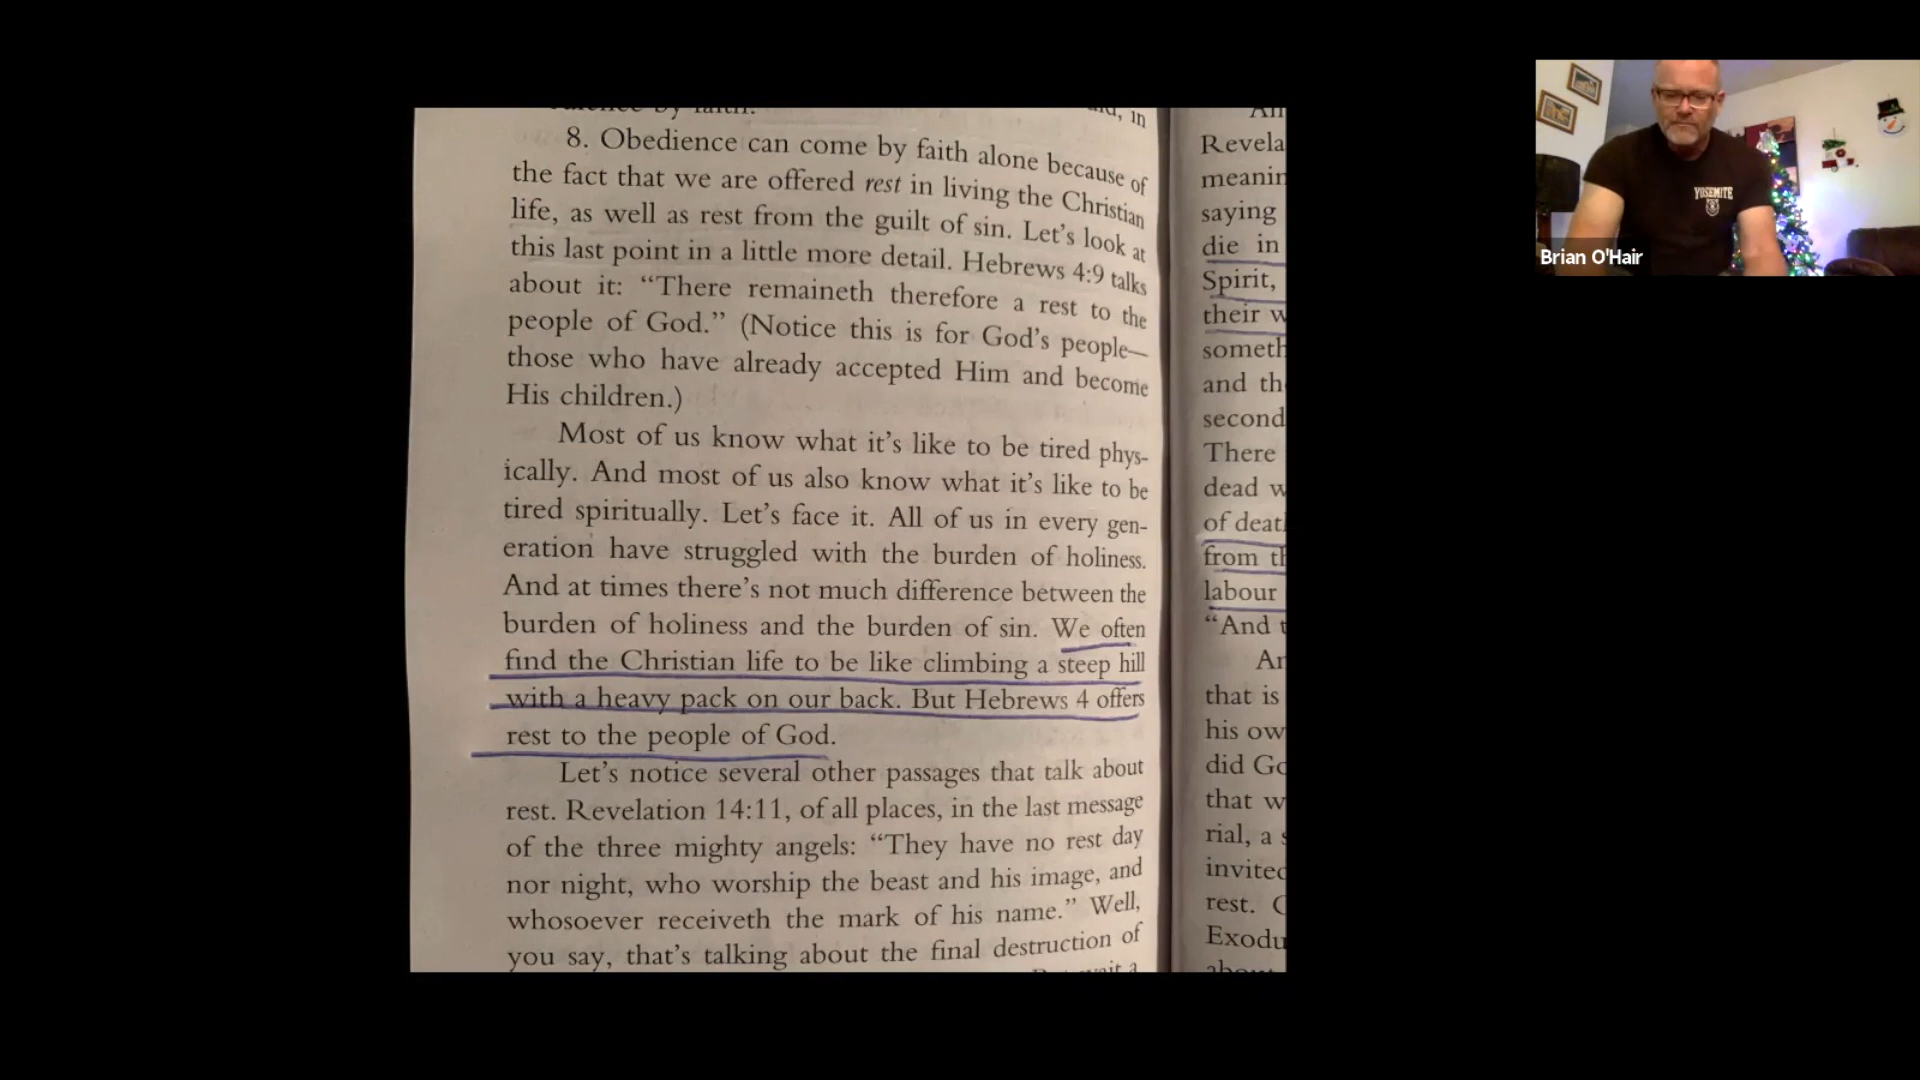 8. Obedience can come by faith alone because of
the fact that we are offered rest in living the Christian
life, as well as rest from the guilt of sin. Let's look at
this last point in a little more detail. Hebrews 4:9 talks
about it: “There remaineth therefore a rest to the
people of God.” (Notice this is for God's people—
those who have already accepted Him and become
His children.)
Most of us know what it's like to be tired phys-
ically. And most of us also know what it's like to be
tired spiritually. Let's face it. All of us in every gen-
eration have struggled with the burden of holiness.
And at times there's not much difference between the
burden of holiness and the burden of sin. We often
find the Christian life to be like climbing a steep hill
with a heavy pack on our back. But Hebrews 4 offers
rest to the people of God.
Let's notice several other passages that talk about
rest. Revelation 14:11, of all places, in the last message
of the three mighty angels: “They have no rest day
nor night, who worship the beast and his image, and
whosoever receiveth the mark of his name.” Well,
you say, that's talking about the final destruction of
Revela
meanin
saying
die in
Spirit,
their w
someth
and th
second
There
dead w
of deat
from th
labour
“And t
that is
his ow
did Go
that w
rial, a s
invited
rest.
Exodu
YOSEMITE
Brian O'Hair